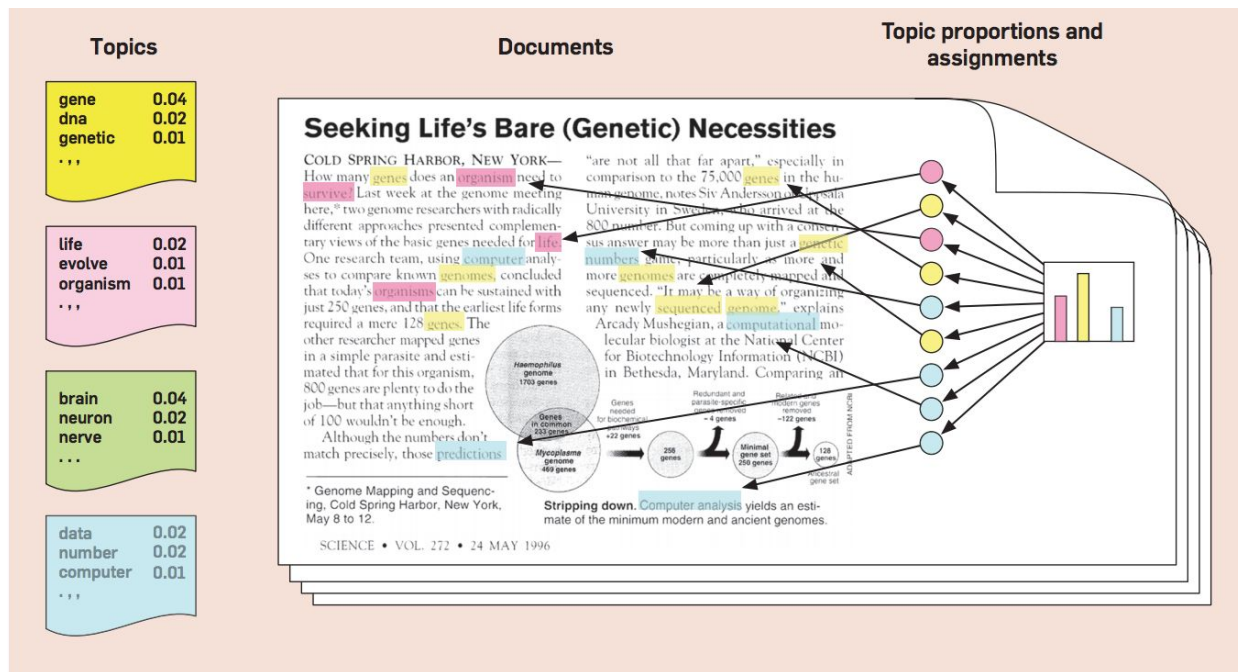 Topics
gene 0.04
dna 0.02
genetic 0.01
.,,
life 0.02
evolve 0.01
organism 0.01
.,,
brain 0.04
neuron 0.02
nerve 0.01
...
data 0.02
number 0.02
computer 0.01
.,,
Documents
Seeking Life's Bare (Genetic) Necessities
COLD SPRING HARBOR, NEW YORK—
How many genes does an organism need to
survive? Last week at the genome meeting
here,* two genome researchers with radically
different approaches presented complemen-
tary views of the basic genes needed for life.
One research team, using computer analy-
ses to compare known genomes, concluded
that today's organisms can be sustained with
just 250 genes, and that the earliest life forms
required a mere 128 genes. The
other researcher mapped genes
in a simple parasite and esti-
mated that for this organism,
800 genes are plenty to do the
job—but that anything short
of 100 wouldn't be enough.
Although the numbers don't
match precisely, those predictions
* Genome Mapping and Sequenc-
ing, Cold Spring Harbor, New York,
May 8 to 12.
SCIENCE • VOL. 272 • 24 MAY 1996
"are not all that far apart," especially in
comparison to the 75,000 genes in the hu-
man genome, notes Siv Andersson of Uppsala
University in Sweden, who arrived at the
800 number. But coming up with a consen-
sus answer may be more than just a genetic
numbers game, particularly as more and
more genomes are completely mapped and
sequenced. "It may be a way of organizing
any newly sequenced genome," explains
Arcady Mushegian, a computational mo-
lecular biologist at the National Center
for Biotechnology Information (NCBI)
in Bethesda, Maryland. Comparing an
Haemophilus
genome
1703 genes
Genes
in common
233 genes
Mycoplasma
genome
469 genes
Genes
needed
for biochemical
pathways
+22 genes
256
genes
Redundant and
parasite-specific
genes removed
–4 genes
Minimal
gene set
250 genes
Related and
modern genes
removed
–122 genes
128
genes
Ancestral
gene set
ADAPTED FROM NCBI
Stripping down. Computer analysis yields an esti-
mate of the minimum modern and ancient genomes.
Topic proportions and
assignments